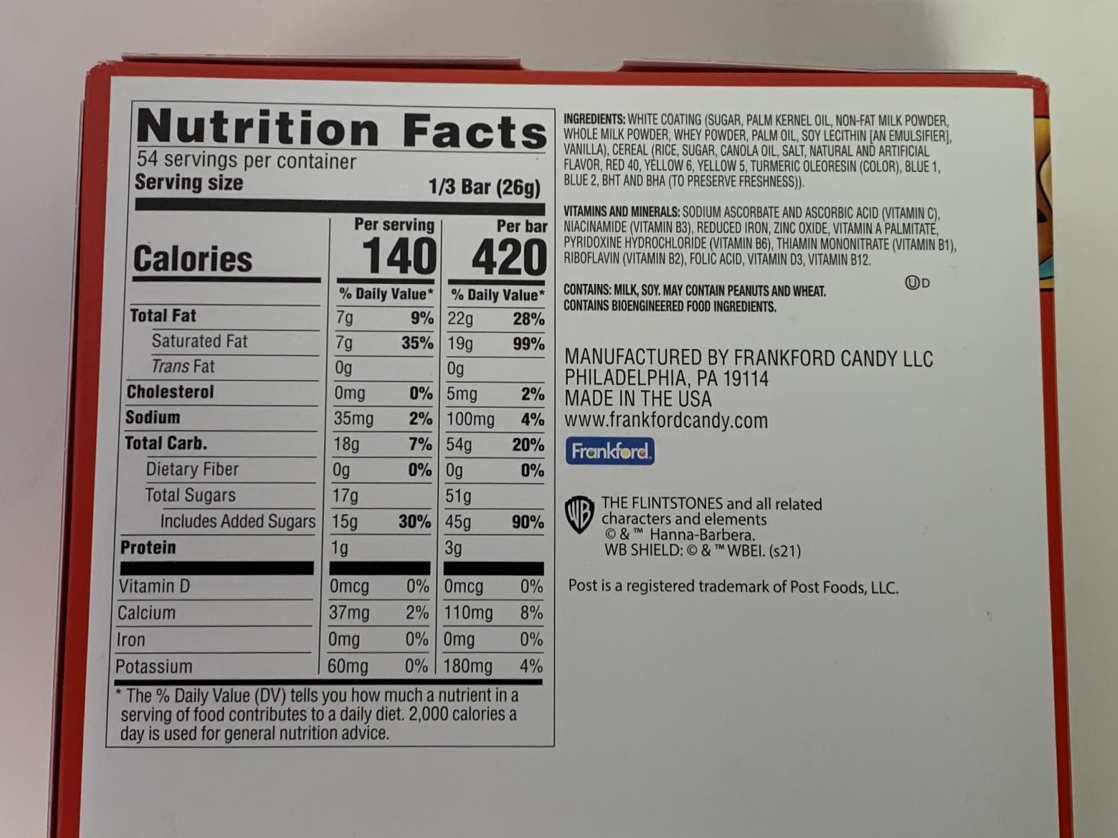 Nutrition Facts
54 servings per container
Serving size 1/3 Bar (26g)
Per serving Per bar
Calories 140 420
% Daily Value* % Daily Value*
Total Fat 7g 9% 22g 28%
Saturated Fat 7g 35% 19g 99%
Trans Fat 0g 0g
Cholesterol 0mg 0% 5mg 2%
Sodium 35mg 2% 100mg 4%
Total Carb. 18g 7% 54g 20%
Dietary Fiber 0g 0% 0g 0%
Total Sugars 17g 51g
Includes Added Sugars 15g 30% 45g 90%
Protein 1g 3g
Vitamin D 0mcg 0% 0mcg 0%
Calcium 37mg 2% 110mg 8%
Iron 0mg 0% 0mg 0%
Potassium 60mg 0% 180mg 4%
* The % Daily Value (DV) tells you how much a nutrient in a
serving of food contributes to a daily diet. 2,000 calories a
day is used for general nutrition advice.
INGREDIENTS: WHITE COATING (SUGAR, PALM KERNEL OIL, NON-FAT MILK POWDER,
WHOLE MILK POWDER, WHEY POWDER, PALM OIL, SOY LECITHIN [AN EMULSIFIER],
VANILLA), CEREAL (RICE, SUGAR, CANOLA OIL, SALT, NATURAL AND ARTIFICIAL
FLAVOR, RED 40, YELLOW 6, YELLOW 5, TURMERIC OLEORESIN (COLOR), BLUE 1,
BLUE 2, BHT AND BHA (TO PRESERVE FRESHNESS)).
VITAMINS AND MINERALS: SODIUM ASCORBATE AND ASCORBIC ACID (VITAMIN C),
NIACINAMIDE (VITAMIN B3), REDUCED IRON, ZINC OXIDE, VITAMIN A PALMITATE,
PYRIDOXINE HYDROCHLORIDE (VITAMIN B6), THIAMIN MONONITRATE (VITAMIN B1),
RIBOFLAVIN (VITAMIN B2), FOLIC ACID, VITAMIN D3, VITAMIN B12.
Ⓤ D
CONTAINS: MILK, SOY. MAY CONTAIN PEANUTS AND WHEAT.
CONTAINS BIOENGINEERED FOOD INGREDIENTS.
MANUFACTURED BY FRANKFORD CANDY LLC
PHILADELPHIA, PA 19114
MADE IN THE USA
www.frankfordcandy.com
Frankford®
WB
THE FLINTSTONES and all related
characters and elements
© & ™ Hanna-Barbera.
WB SHIELD: © & ™ WBEI. (s21)
Post is a registered trademark of Post Foods, LLC.